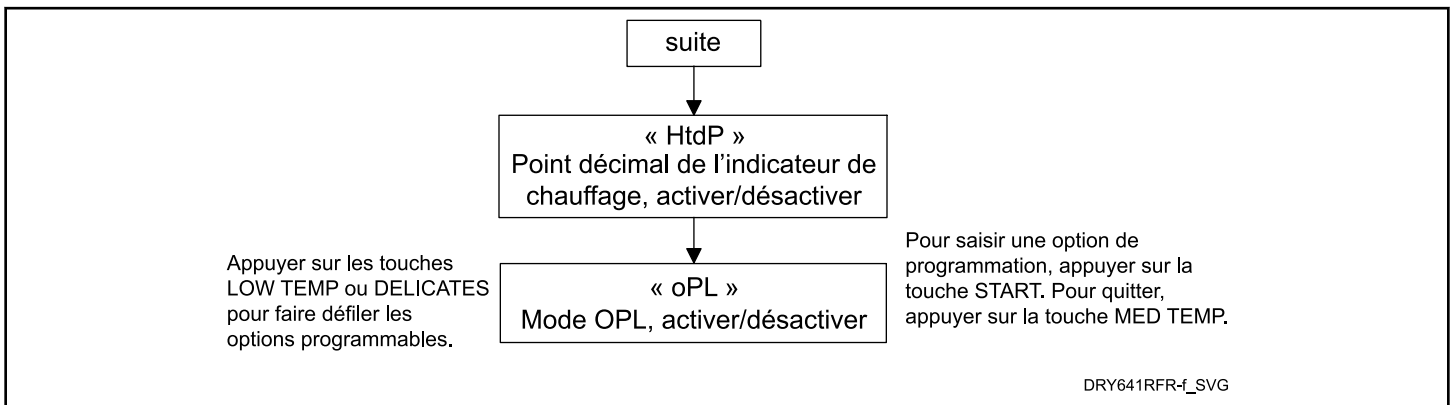 suite
« HtdP »
Point décimal de l'indicateur de
chauffage, activer/désactiver
Appuyer sur les touches
LOW TEMP ou DELICATES
pour faire défiler les
options programmables.
« oPL »
Mode OPL, activer/désactiver
Pour saisir une option de
programmation, appuyer sur la
touche START. Pour quitter,
appuyer sur la touche MED TEMP.
DRY641RFR-f_SVG